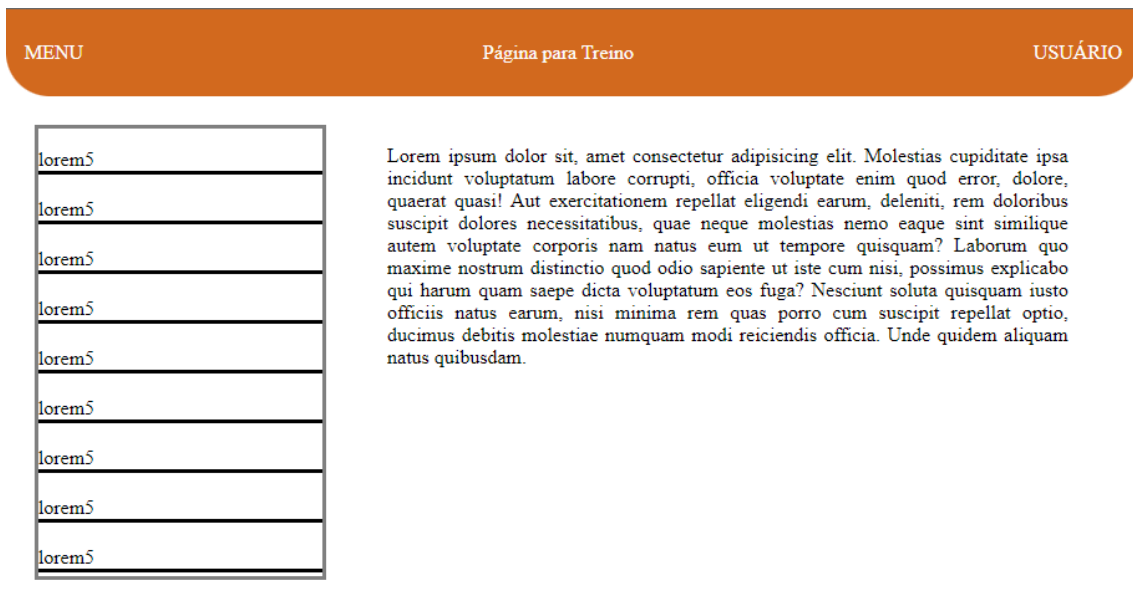 MENU
Página para Treino
USUÁRIO
lorem5
lorem5
lorem5
lorem5
lorem5
lorem5
lorem5
lorem5
lorem5
Lorem ipsum dolor sit, amet consectetur adipisicing elit. Molestias cupiditate ipsa
incidunt voluptatum labore corrupti, officia voluptate enim quod error, dolore,
quaerat quasi! Aut exercitationem repellat eligendi earum, deleniti, rem doloribus
suscipit dolores necessitatibus, quae neque molestias nemo eaque sint similique
autem voluptate corporis nam natus eum ut tempore quisquam? Laborum quo
maxime nostrum distinctio quod odio sapiente ut iste cum nisi, possimus explicabo
qui harum quam saepe dicta voluptatum eos fuga? Nesciunt soluta quisquam iusto
officiis natus earum, nisi minima rem quas porro cum suscipit repellat optio,
ducimus debitis molestiae numquam modi reiciendis officia. Unde quidem aliquam
natus quibusdam.